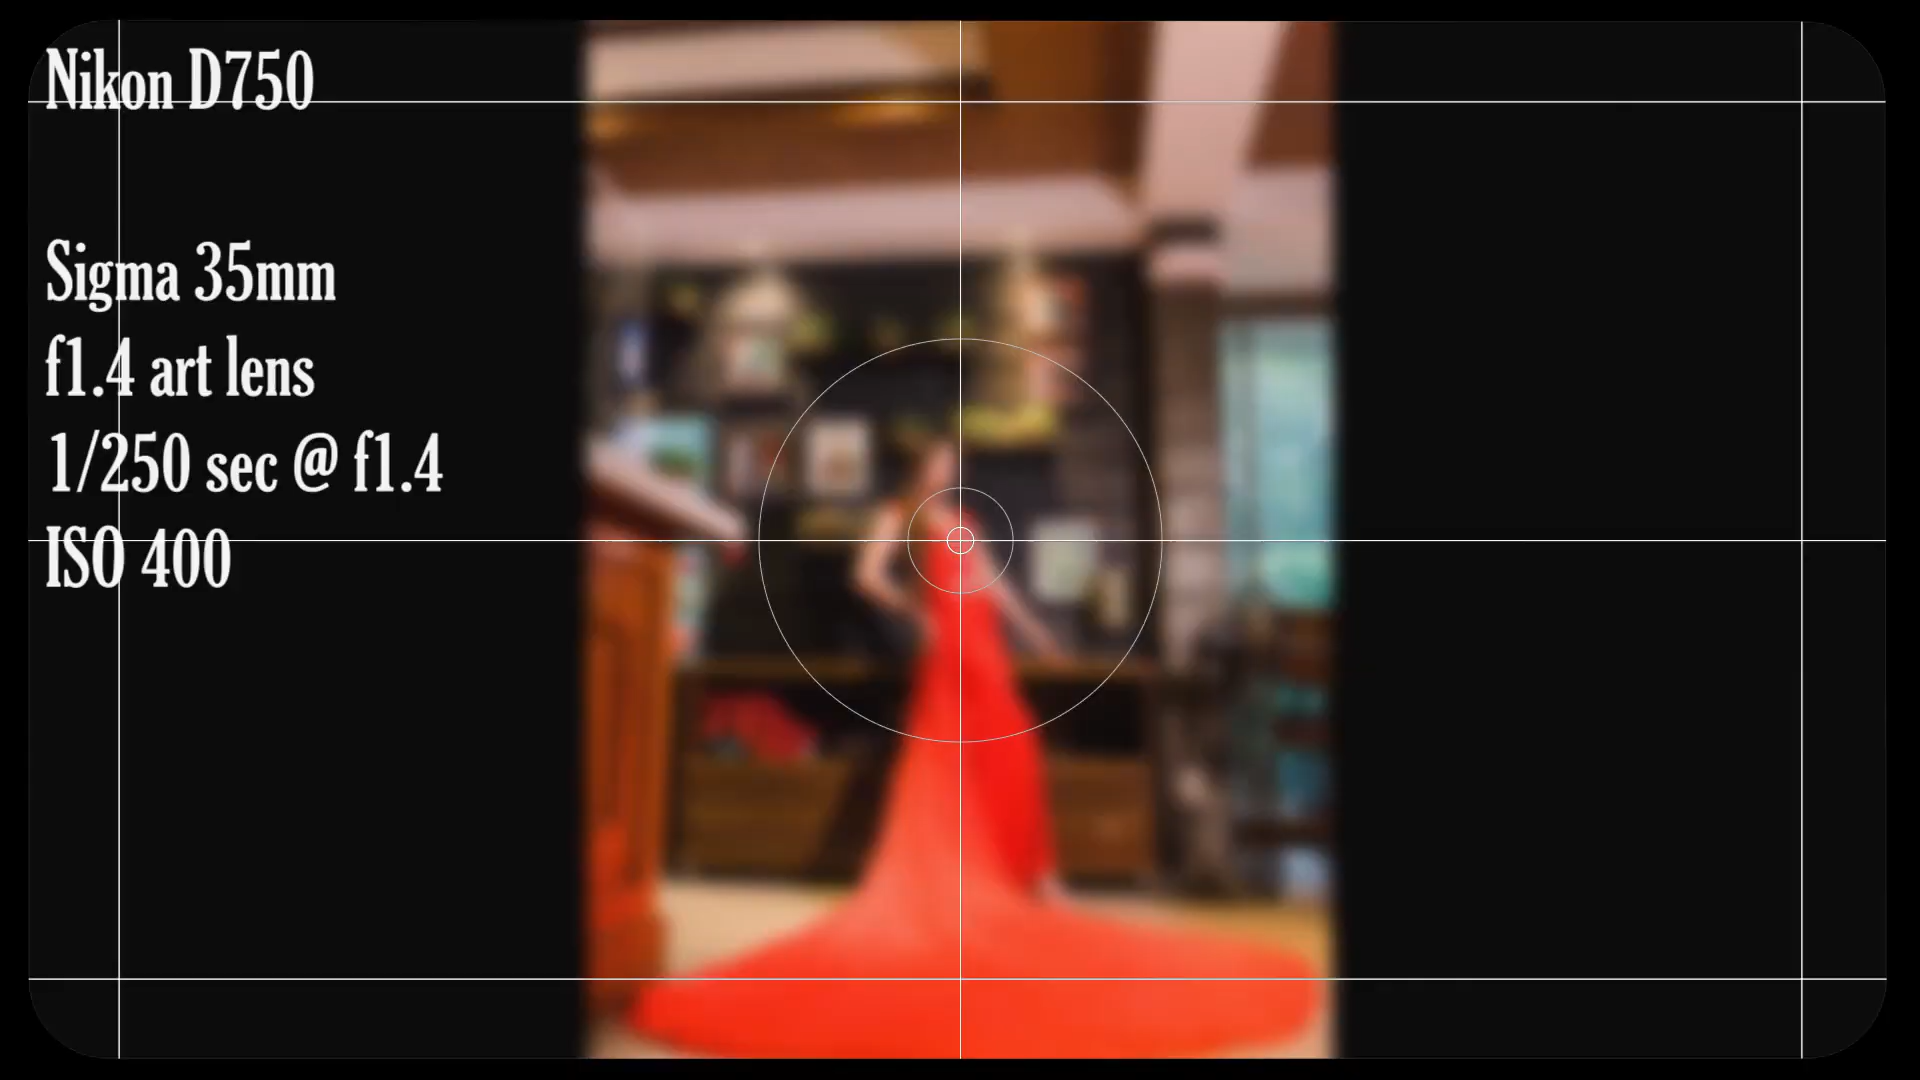 Nikon D750
Sigma 35mm
f1.4 art lens
1/250 sec @ f1.4
ISO 400